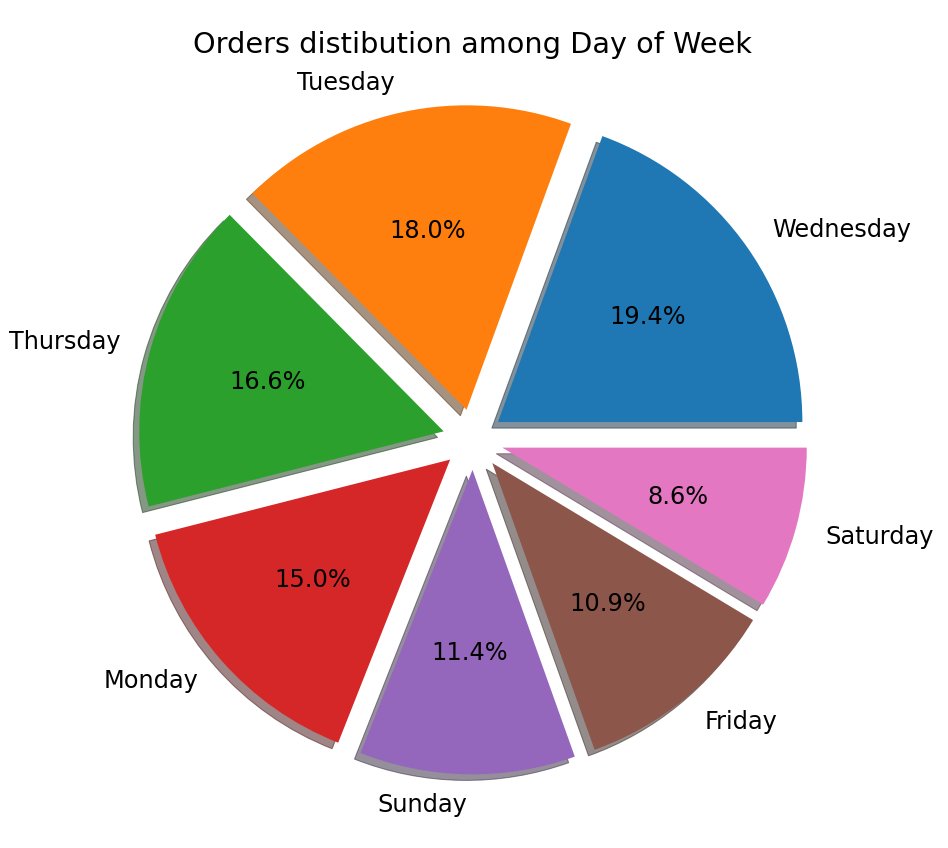 Orders distibution among Day of Week
Tuesday
18.0%
Wednesday
19.4%
Thursday
16.6%
Monday
15.0%
Sunday
11.4%
Friday
10.9%
Saturday
8.6%